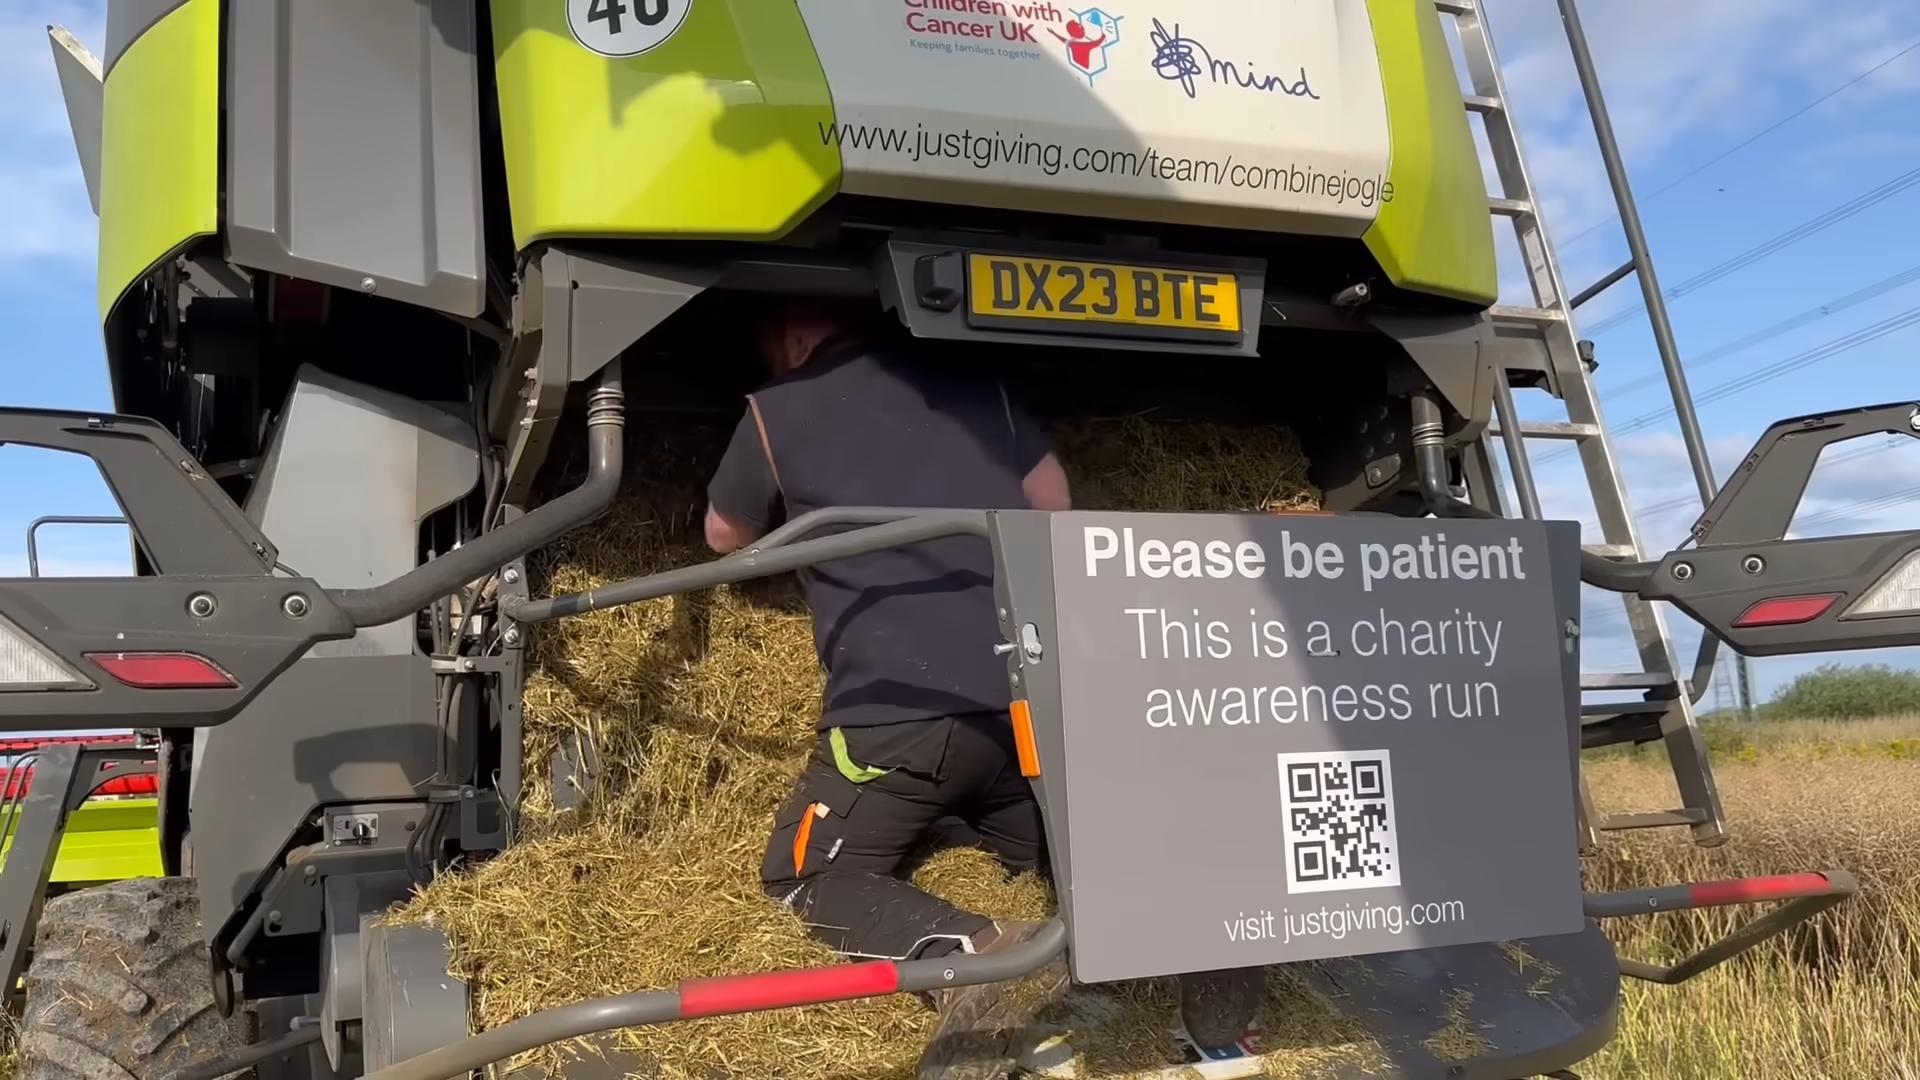 40
Children with
Cancer UK
Keeping families together
mind
www.justgiving.com/team/combinejogle
DX23 BTE
Please be patient
This is a charity
awareness run
visit justgiving.com